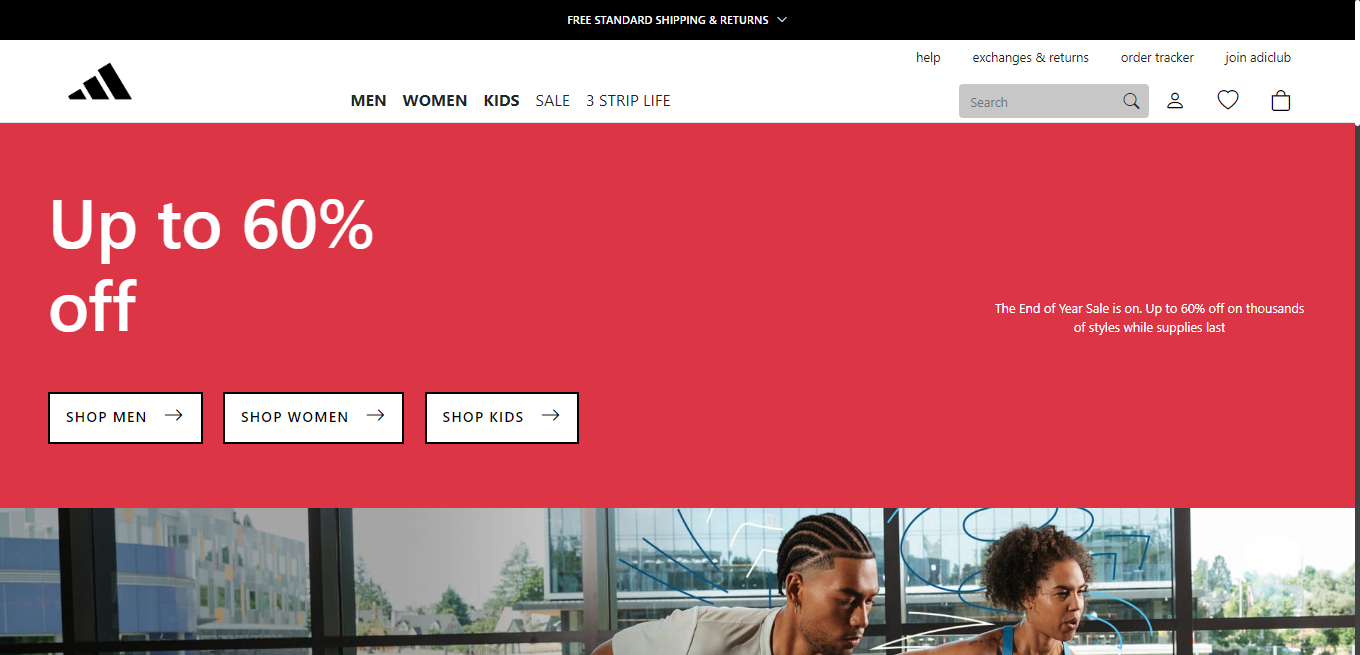 FREE STANDARD SHIPPING & RETURNS
help exchanges & returns order tracker join adiclub
MEN WOMEN KIDS SALE 3 STRIP LIFE
Search
Up to 60%
off
The End of Year Sale is on. Up to 60% off on thousands
of styles while supplies last
SHOP MEN SHOP WOMEN SHOP KIDS